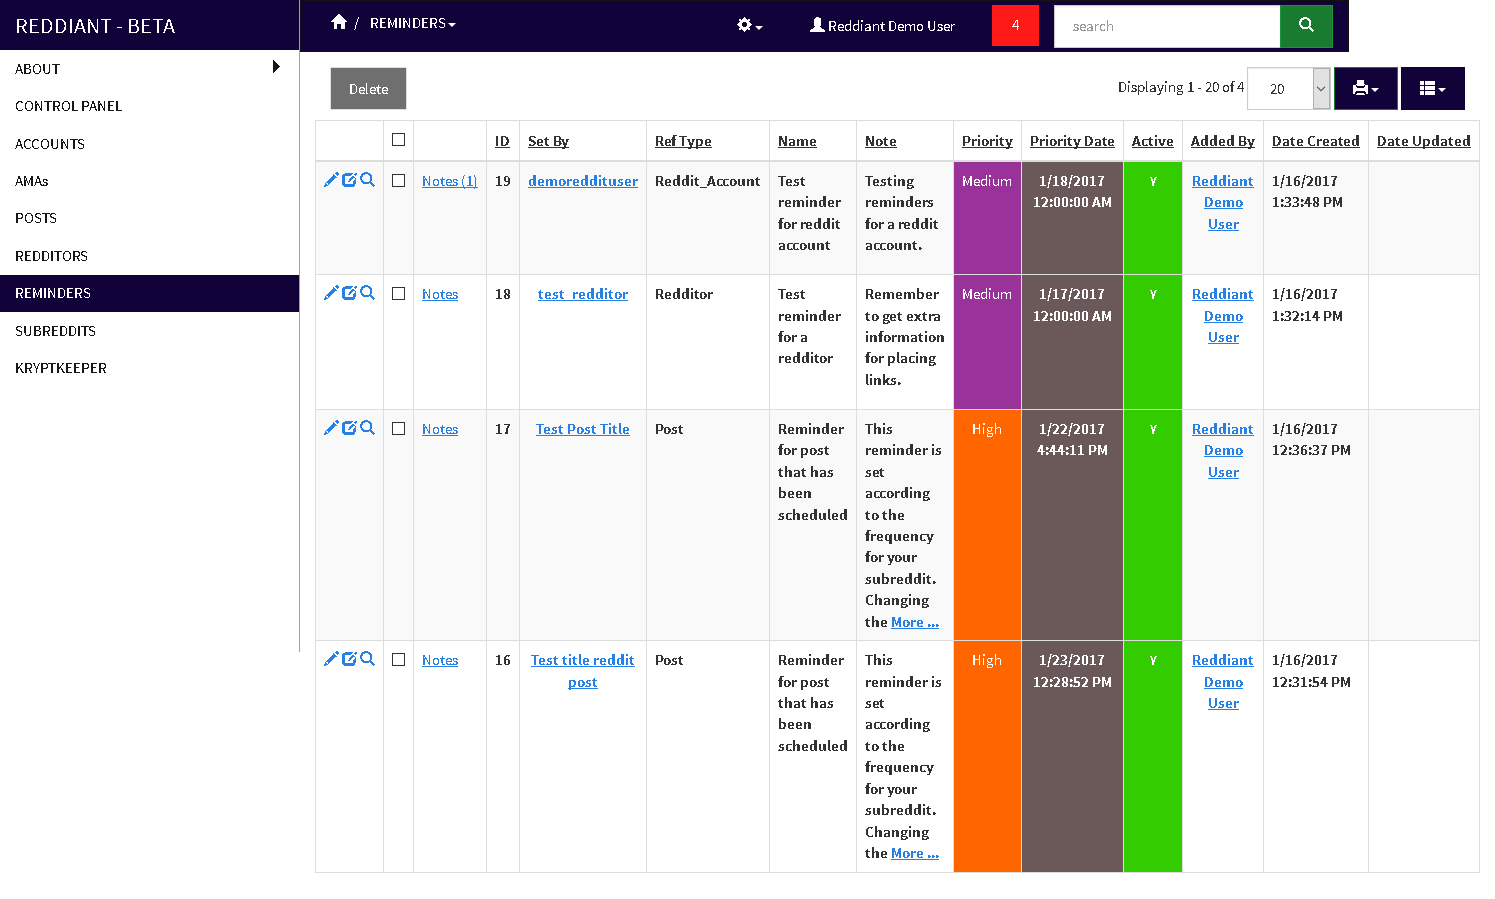 REDDIANT - BETA
/ REMINDERS
Reddiant Demo User
4
search
ABOUT
CONTROL PANEL
ACCOUNTS
AMAs
POSTS
REDDITORS
REMINDERS
SUBREDDITS
KRYPTKEEPER
Delete
Displaying 1 - 20 of 4
20
ID Set By Ref Type Name Note Priority Priority Date Active Added By Date Created Date Updated
Notes (1) 19 demoreddituser Reddit_Account Test Testing Medium 1/18/2017 Y Reddiant 1/16/2017
reminder reminders 12:00:00 AM Demo 1:33:48 PM
for reddit for a reddit User
account account.
Notes 18 test_redditor Redditor Test Remember Medium 1/17/2017 Y Reddiant 1/16/2017
reminder to get extra 12:00:00 AM Demo 1:32:14 PM
for a information User
redditor for placing
links.
Notes 17 Test Post Title Post Reminder This High 1/22/2017 Y Reddiant 1/16/2017
for post reminder is 4:44:11 PM Demo 12:36:37 PM
that has set User
been according
scheduled to the
frequency
for your
subreddit.
Changing
the More ...
Notes 16 Test title reddit Post Reminder This High 1/23/2017 Y Reddiant 1/16/2017
post for post reminder is 12:28:52 PM Demo 12:31:54 PM
that has set User
been according
scheduled to the
frequency
for your
subreddit.
Changing
the More ...